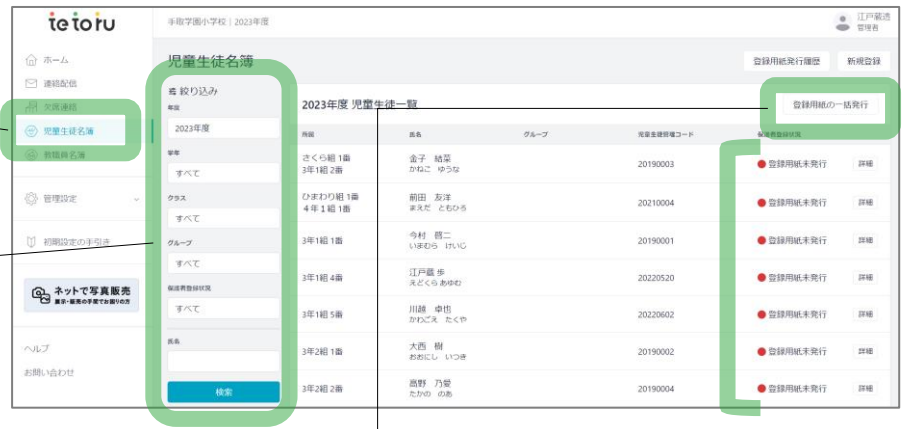 tetoru
手取学園小学校｜2023年度
江戸蔵透
管理者
ホーム
連絡配信
欠席連絡
児童生徒名簿
教職員名簿
管理設定
初期設定の手引き
ネットで写真販売
展示・販売の手間でお困りの方
ヘルプ
お問い合わせ
児童生徒名簿
登録用紙発行履歴
新規登録
絞り込み
年度
2023年度
学年
すべて
クラス
すべて
グループ
すべて
保護者登録状況
すべて
氏名
検索
2023年度 児童生徒一覧
登録用紙の一括発行
所属 氏名 グループ 児童生徒管理コード 保護者登録状況
さくら組 1番
3年1組 2番
金子 結菜
かねこ ゆうな
20190003
登録用紙未発行
詳細
ひまわり組 1番
4年1組 1番
前田 友洋
まえだ ともひろ
20210004
登録用紙未発行
詳細
3年1組 1番
今村 啓二
いまむら けいじ
20190001
登録用紙未発行
詳細
3年1組 4番
江戸蔵 歩
えどくら あゆむ
20220520
登録用紙未発行
詳細
3年1組 5番
川越 卓也
かわごえ たくや
20220602
登録用紙未発行
詳細
3年2組 1番
大西 樹
おおにし いつき
20190002
登録用紙未発行
詳細
3年2組 2番
高野 乃愛
たかの のあ
20190004
登録用紙未発行
詳細